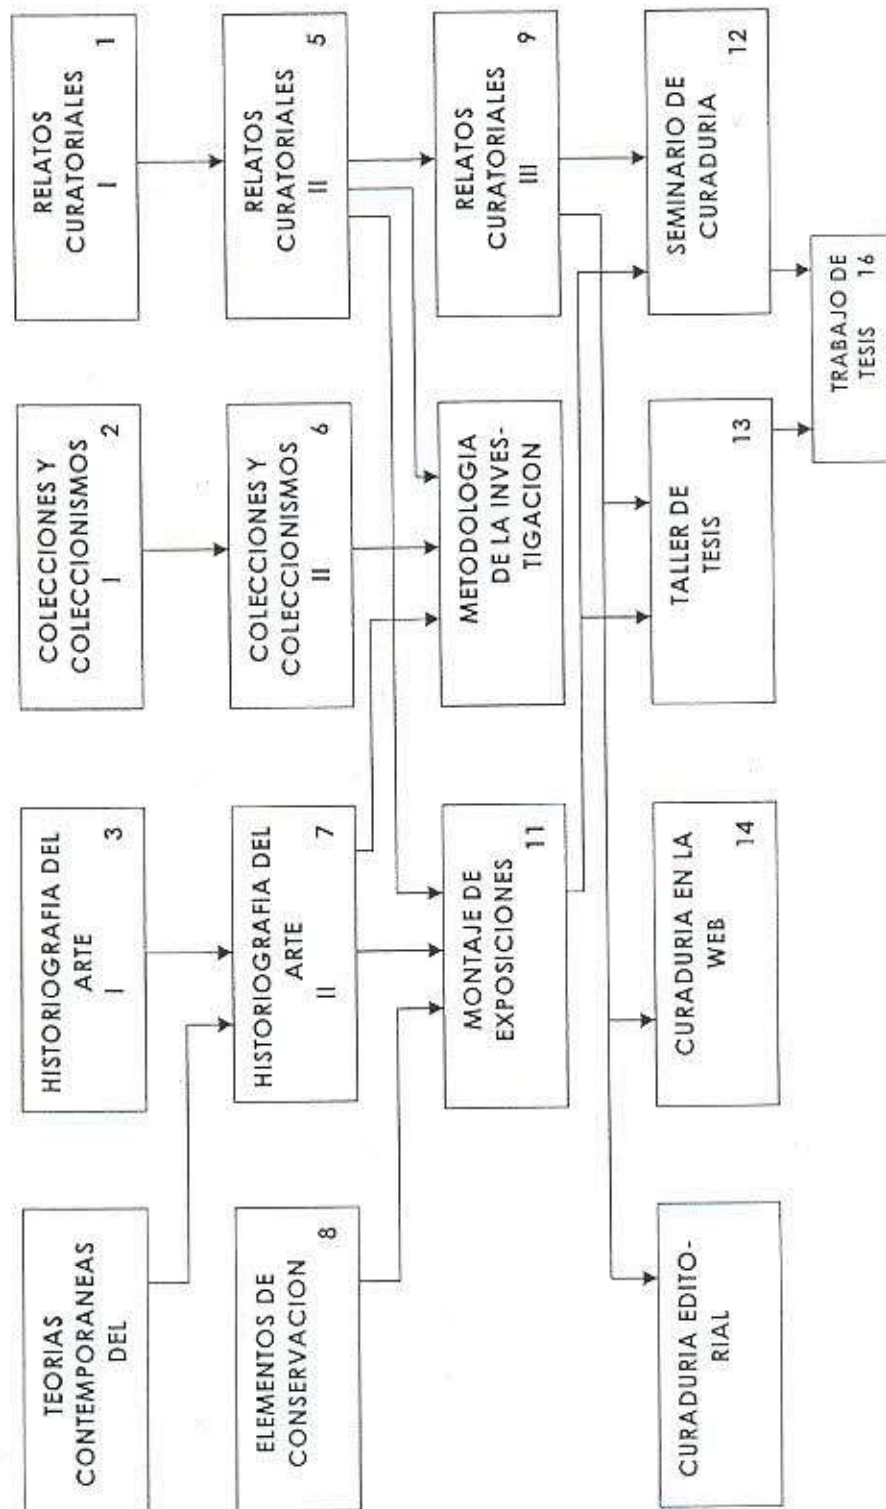 TEORIAS
CONTEMPORANEAS
DEL
HISTORIOGRAFIA DEL
ARTE
I 3
COLECCIONES Y
COLECCIONISMOS
I 2
RELATOS
CURATORIALES
I 1
ELEMENTOS DE
CONSERVACION
8
HISTORIOGRAFIA DEL
ARTE
II 7
COLECCIONES Y
COLECCIONISMOS
II 6
RELATOS
CURATORIALES
II 5
MONTAJE DE
EXPOSICIONES
11
METODOLOGIA
DE LA INVES-
TIGACION
RELATOS
CURATORIALES
III 9
CURADURIA EDITO-
RIAL
CURADURIA EN LA
WEB
14
TALLER DE
TESIS
13
SEMINARIO DE
CURADURIA
12
TRABAJO DE
TESIS 16